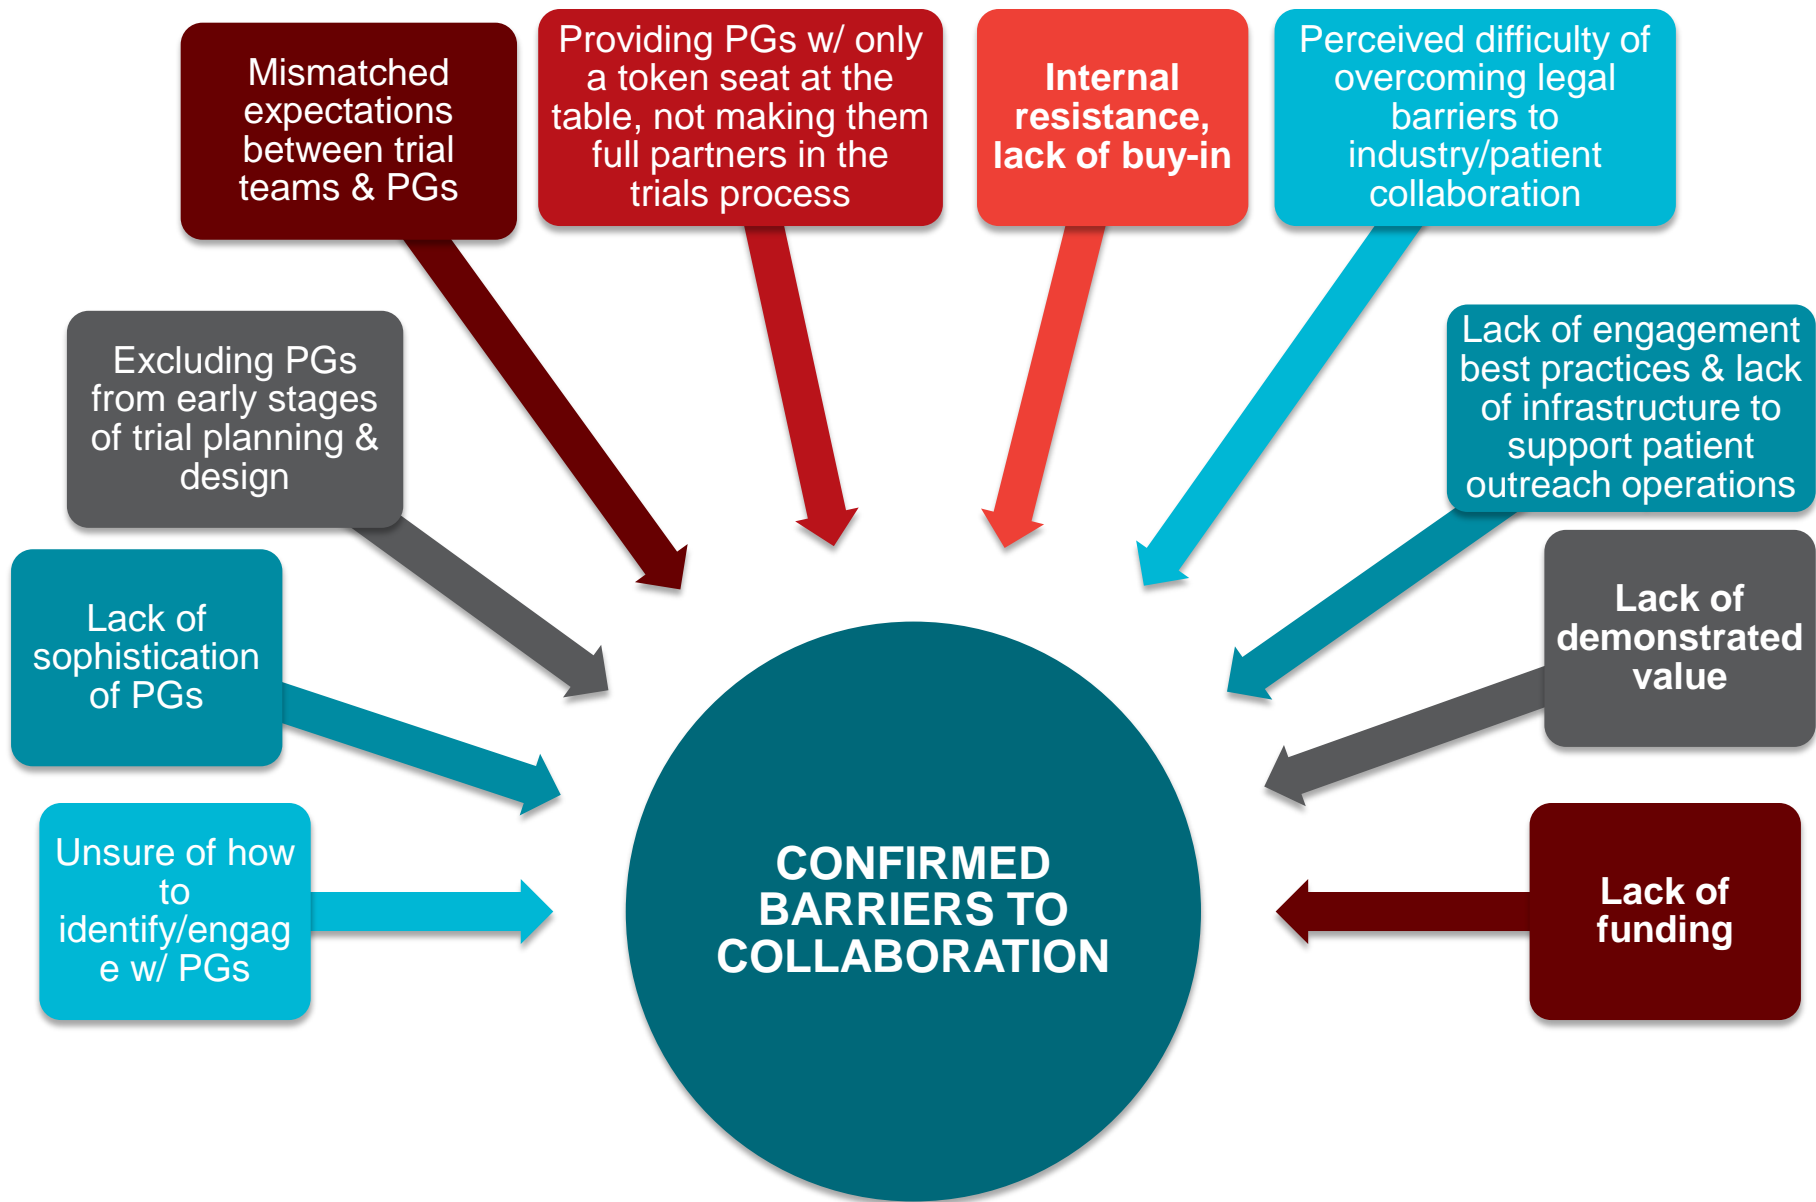 Mismatched
expectations
between trial
teams & PGs
Providing PGs w/ only
a token seat at the
table, not making them
full partners in the
trials process
Internal
resistance,
lack of buy-in
Perceived difficulty of
overcoming legal
barriers to
industry/patient
collaboration
Excluding PGs
from early stages
of trial planning &
design
Lack of engagement
best practices & lack
of infrastructure to
support patient
outreach operations
Lack of
sophistication
of PGs
Lack of
demonstrated
value
Unsure of how
to
identify/engag
e w/ PGs
CONFIRMED
BARRIERS TO
COLLABORATION
Lack of
funding